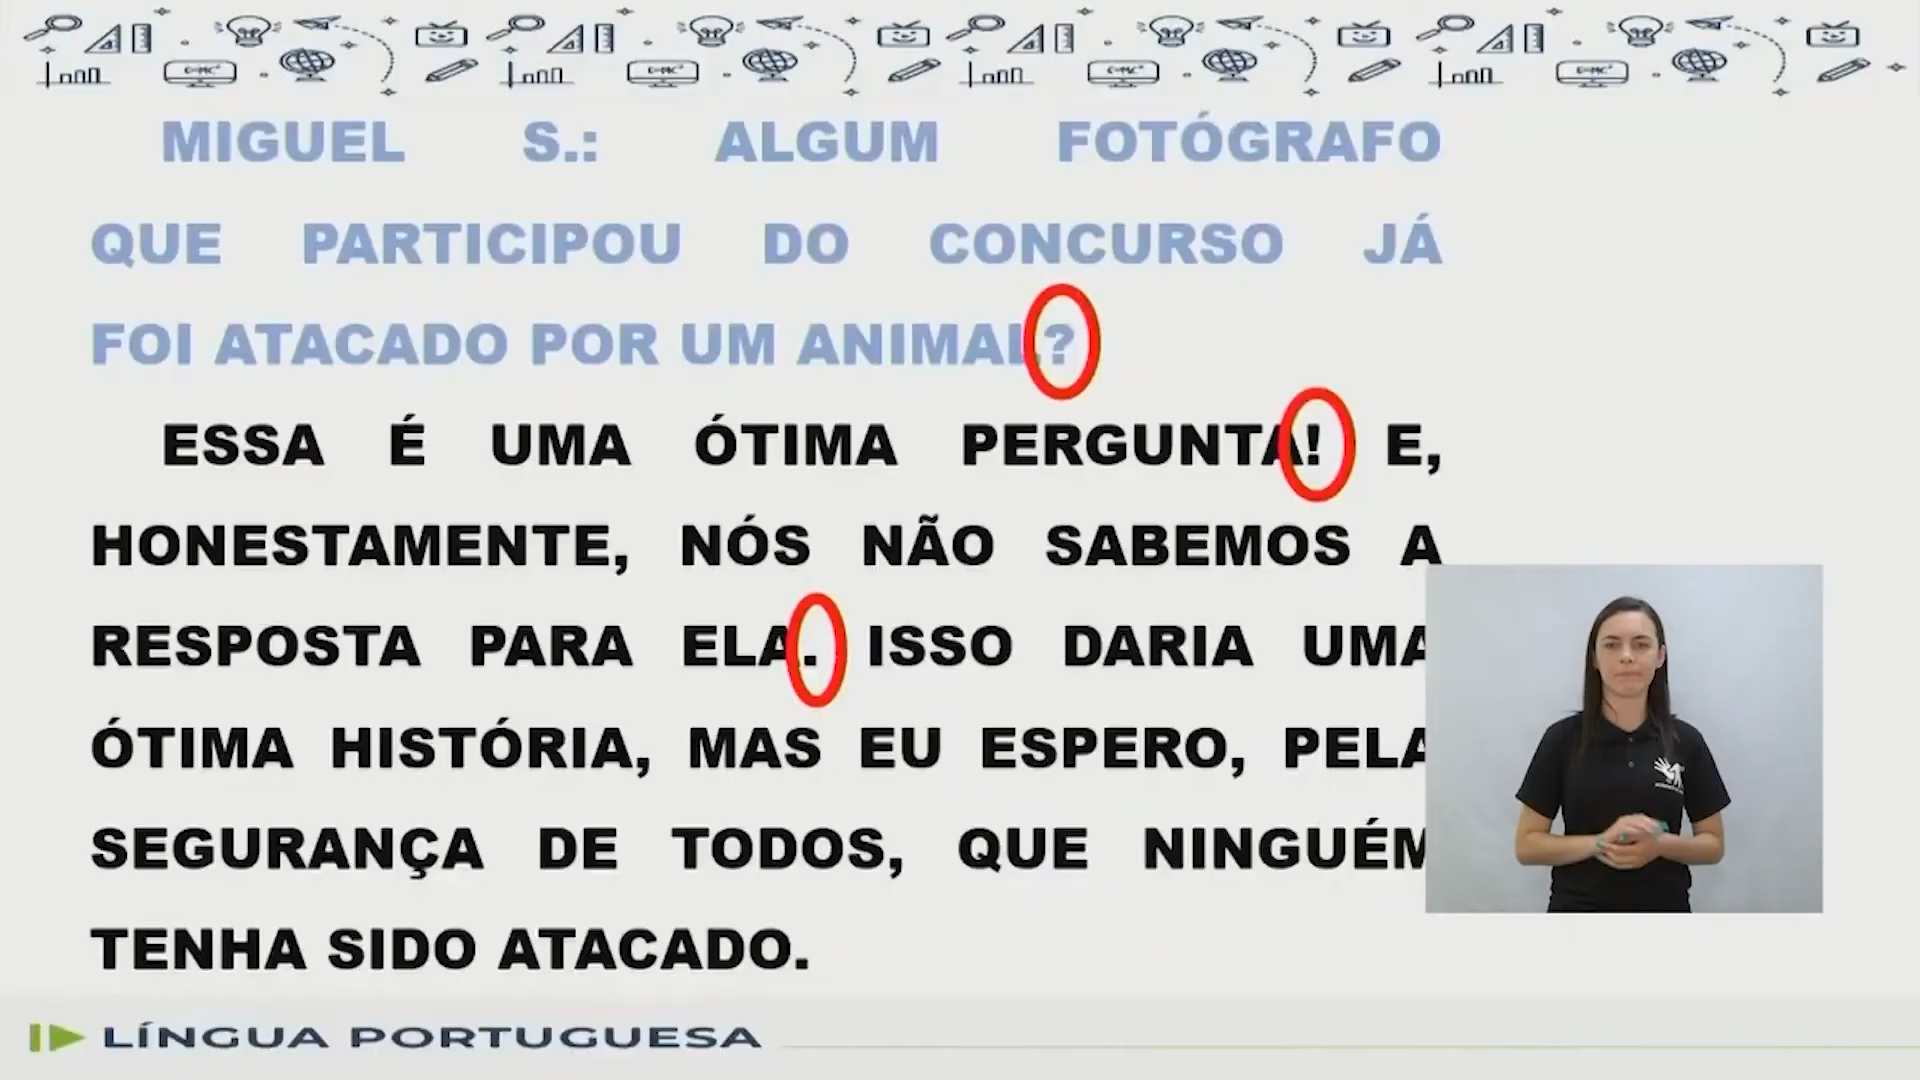 MIGUEL S.: ALGUM FOTÓGRAFO
QUE PARTICIPOU DO CONCURSO JÁ
FOI ATACADO POR UM ANIMAL?
ESSA É UMA ÓTIMA PERGUNTA! E,
HONESTAMENTE, NÓS NÃO SABEMOS A
RESPOSTA PARA ELA. ISSO DARIA UMA
ÓTIMA HISTÓRIA, MAS EU ESPERO, PELA
SEGURANÇA DE TODOS, QUE NINGUÉM
TENHA SIDO ATACADO.
LÍNGUA PORTUGUESA